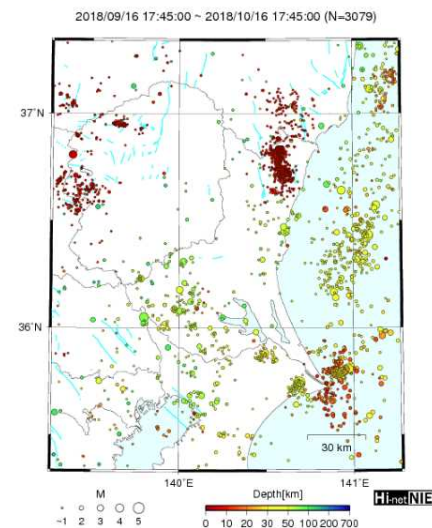 2018/09/16 17:45:00 ~ 2018/10/16 17:45:00 (N=3079)
37°N
36°N
30 km
140°E
141°E
M
~1 2 3 4 5
Depth[km]
0 10 20 30 50 100 200 700
Hi-net NIE